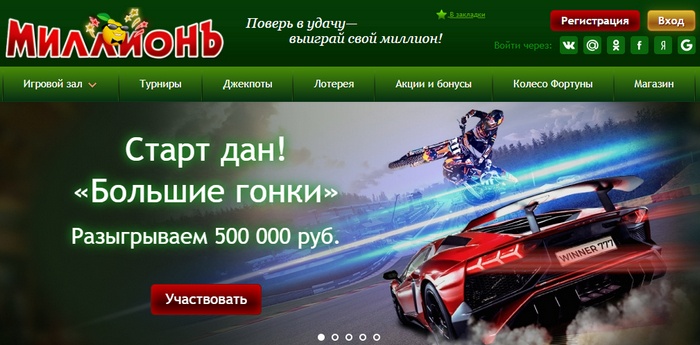 МиллионЪ
Поверь в удачу—
выиграй свой миллион!
В закладки
Регистрация
Вход
Войти через:
Игровой зал
Турниры
Джекпоты
Лотерея
Акции и бонусы
Колесо Фортуны
Магазин
Старт дан!
«Большие гонки»
Разыгрываем 500 000 руб.
Участвовать
WINNER 777